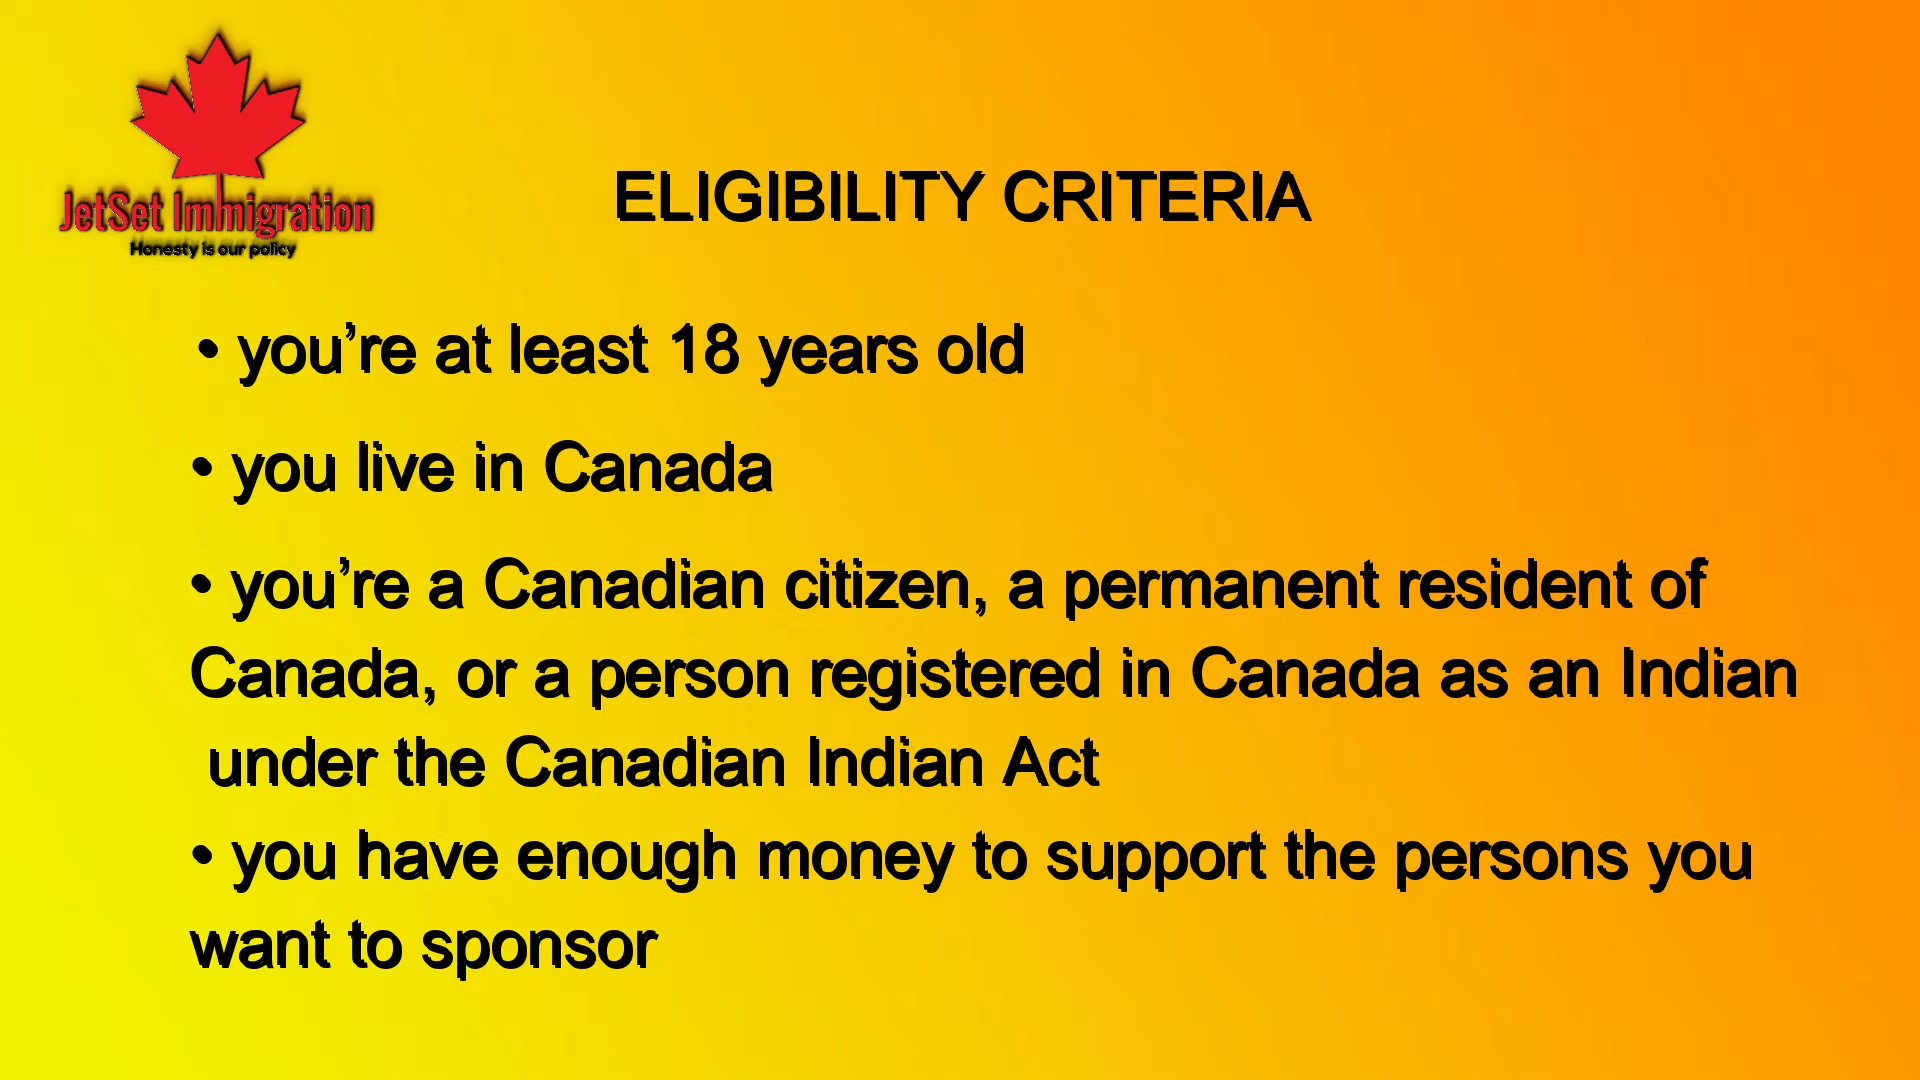 JetSet Immigration
Honesty is our policy
ELIGIBILITY CRITERIA
• you’re at least 18 years old
• you live in Canada
• you’re a Canadian citizen, a permanent resident of
Canada, or a person registered in Canada as an Indian
under the Canadian Indian Act
• you have enough money to support the persons you
want to sponsor